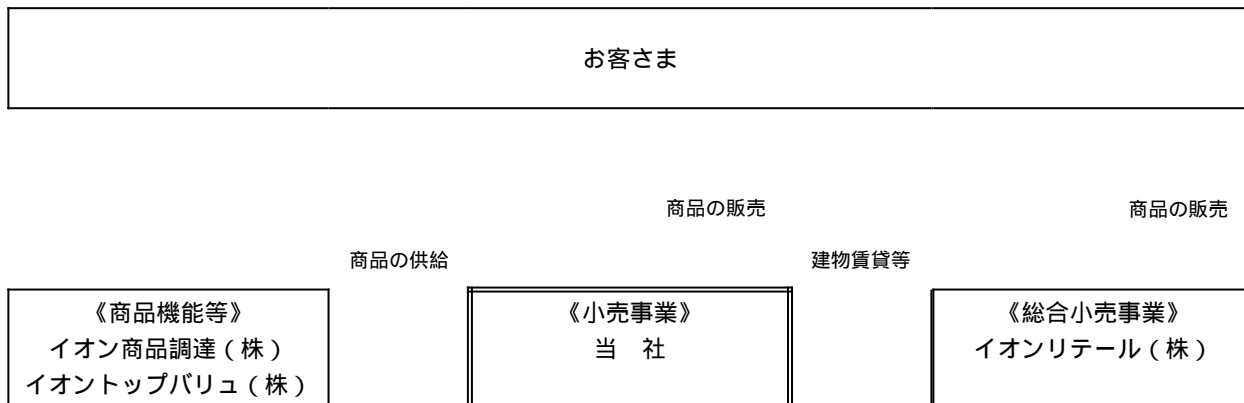 お客さま
商品の販売
商品の販売
商品の供給
建物賃貸等
《商品機能等》
イオン商品調達（株）
イオントップバリュ（株）
《小売事業》
当　社
《総合小売事業》
イオンリテール（株）